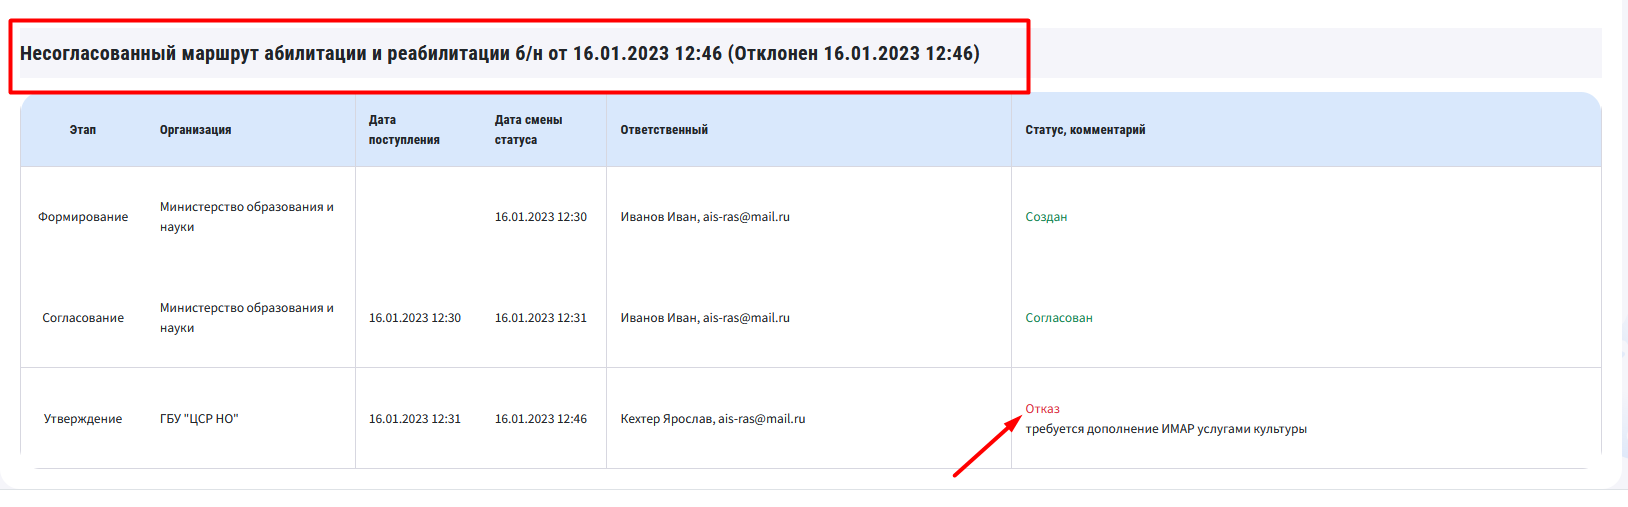 Несогласованный маршрут абилитации и реабилитации б/н от 16.01.2023 12:46 (Отклонен 16.01.2023 12:46)
Этап
Организация
Дата
поступления
Дата смены
статуса
Ответственный
Статус, комментарий
Формирование
Министерство образования и
науки
16.01.2023 12:30
Иванов Иван, ais-ras@mail.ru
Создан
Согласование
Министерство образования и
науки
16.01.2023 12:30
16.01.2023 12:31
Иванов Иван, ais-ras@mail.ru
Согласован
Утверждение
ГБУ "ЦСР НО"
16.01.2023 12:31
16.01.2023 12:46
Кехтер Ярослав, ais-ras@mail.ru
Отказ
требуется дополнение ИМАР услугами культуры